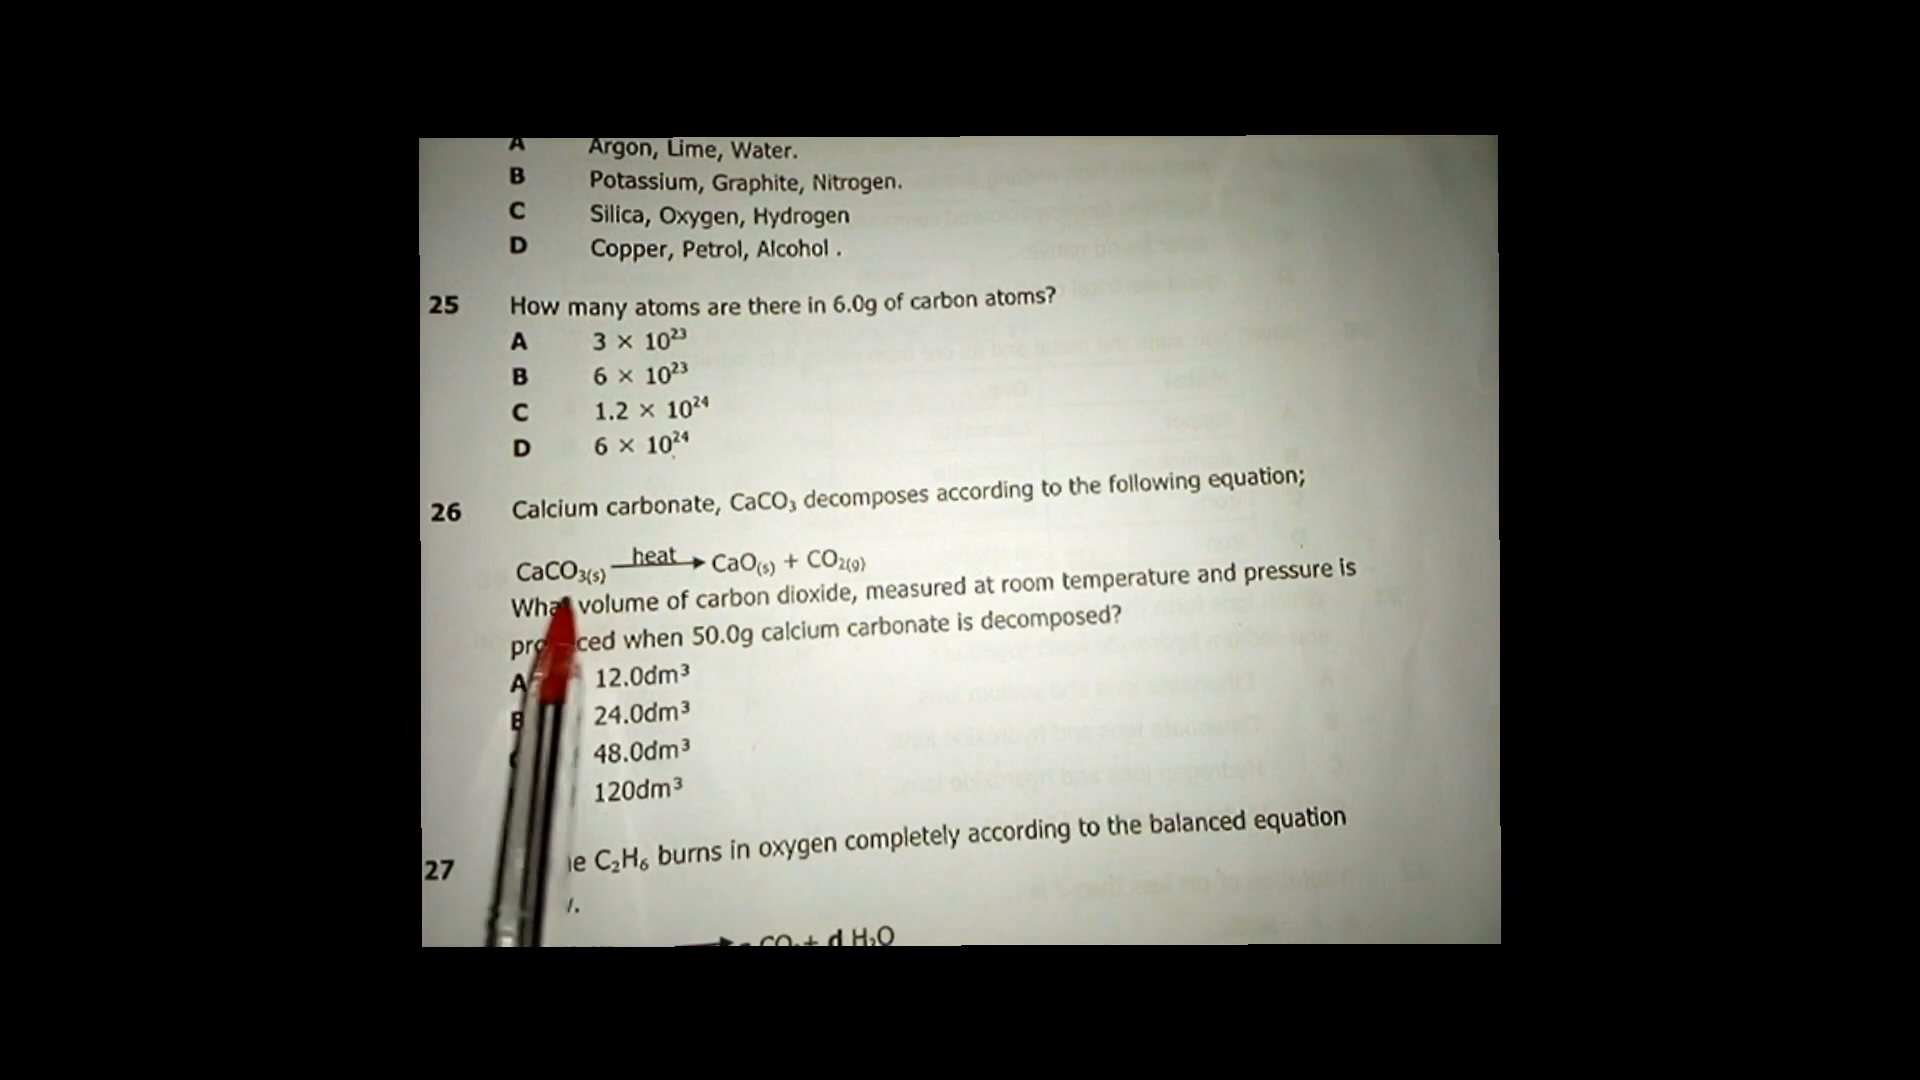 A Argon, Lime, Water.
B Potassium, Graphite, Nitrogen.
C Silica, Oxygen, Hydrogen
D Copper, Petrol, Alcohol .
25 How many atoms are there in 6.0g of carbon atoms?
A 3 × 10²³
B 6 × 10²³
C 1.2 × 10²⁴
D 6 × 10²⁴
26 Calcium carbonate, CaCO₃ decomposes according to the following equation;
CaCO₃(s) heat → CaO(s) + CO₂(g)
What volume of carbon dioxide, measured at room temperature and pressure is
when 50.0g calcium carbonate is decomposed?
A 12.0dm³
B 24.0dm³
48.0dm³
120dm³
27 C₂H₆ burns in oxygen completely according to the balanced equation
CO₂ + d H₂O